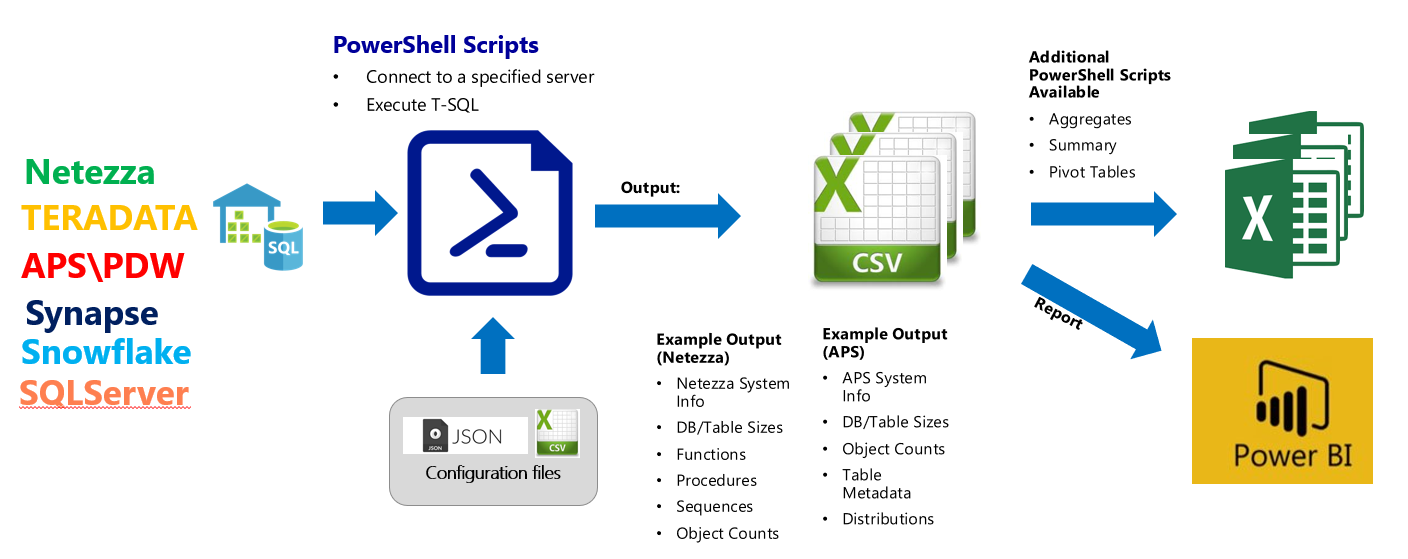 PowerShell Scripts
• Connect to a specified server
• Execute T-SQL
Netezza
TERADATA
APS\PDW
Synapse
Snowflake
SQLServer
SQL
Output:
X
CSV
Additional
PowerShell Scripts
Available
• Aggregates
• Summary
• Pivot Tables
X
Report
Power BI
JSON
JSON
X
CSV
Configuration files
Example Output
(Netezza)
• Netezza System
Info
• DB/Table Sizes
• Functions
• Procedures
• Sequences
• Object Counts
Example Output
(APS)
• APS System
Info
• DB/Table Sizes
• Object Counts
• Table
Metadata
• Distributions